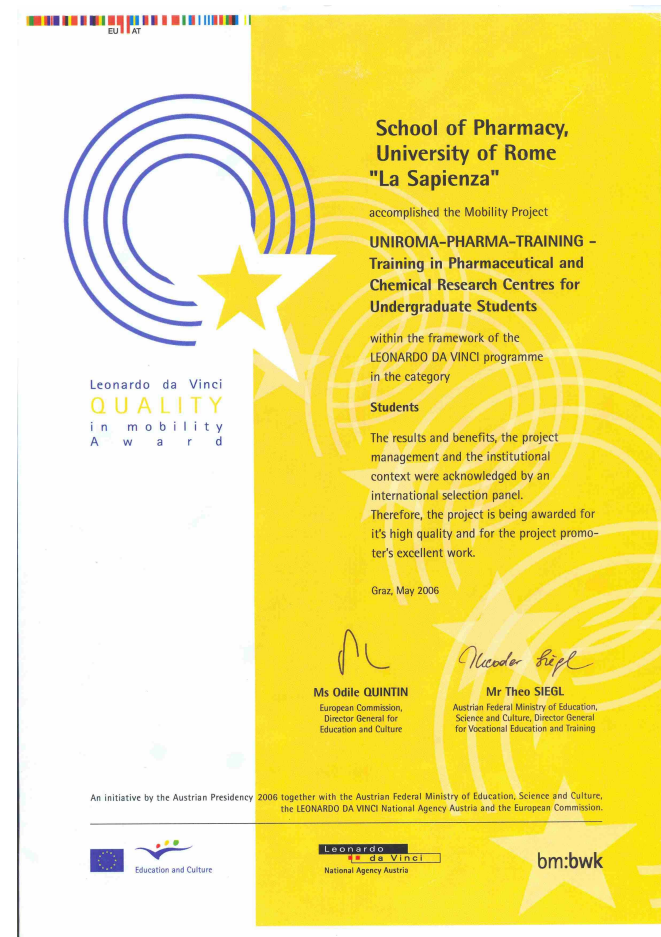 EU AT
School of Pharmacy,
University of Rome
"La Sapienza"
accomplished the Mobility Project
UNIROMA-PHARMA-TRAINING -
Training in Pharmaceutical and
Chemical Research Centres for
Undergraduate Students
within the framework of the
LEONARDO DA VINCI programme
in the category
Students
The results and benefits, the project
management and the institutional
context were acknowledged by an
international selection panel.
Therefore, the project is being awarded for
it's high quality and for the project promo-
ter's excellent work.
Graz, May 2006
Leonardo da Vinci
QUALITY
in mobility
Award
Theodor Siegl
Ms Odile QUINTIN
European Commission,
Director General for
Education and Culture
Mr Theo SIEGL
Austrian Federal Ministry of Education,
Science and Culture, Director General
for Vocational Education and Training
An initiative by the Austrian Presidency 2006 together with the Austrian Federal Ministry of Education, Science and Culture,
the LEONARDO DA VINCI National Agency Austria and the European Commission.
Education and Culture
Leonardo
da Vinci
National Agency Austria
bm:bwk